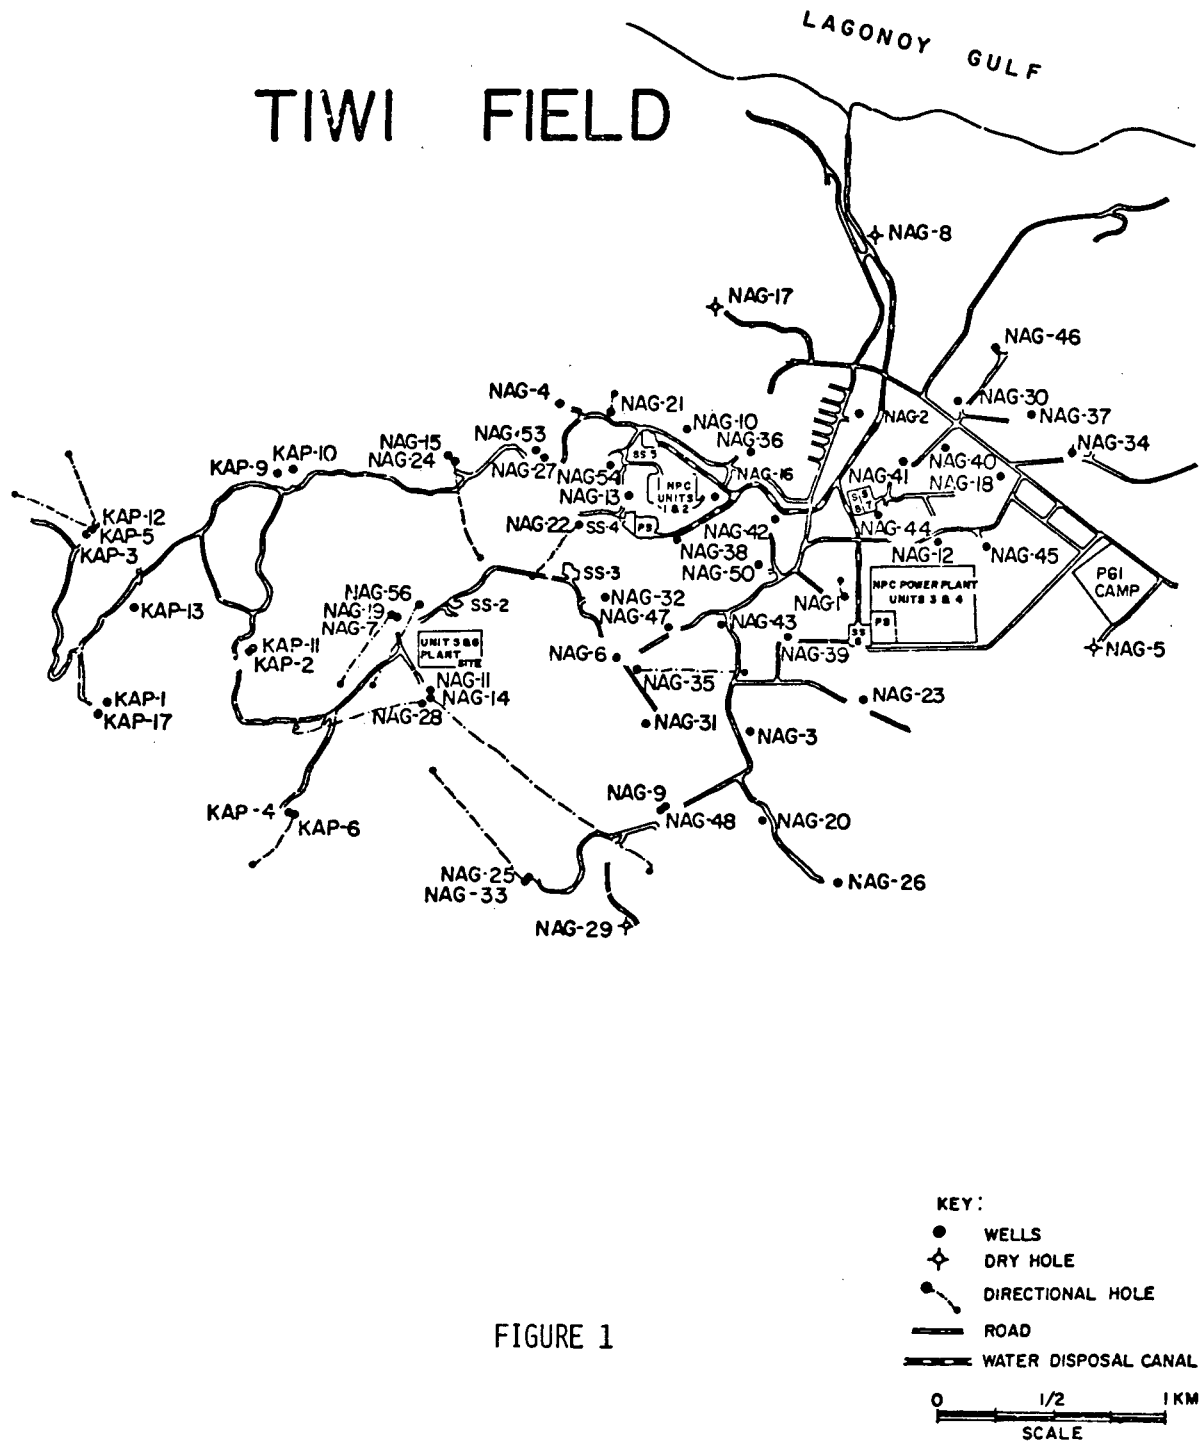 LAGONOY GULF
TIWI FIELD
NAG-8
NAG-17
NAG-46
NAG-4
NAG-21
NAG-30
NAG-37
NAG-2
NAG-10
NAG-15
NAG-24
NAG-53
NAG-36
NAG-34
KAP-10
KAP-9
NAG-27
NAG-54
SS-5
NAG-16
NAG-41
NAG-40
NAG-18
NPC
UNITS
1 & 2
NAG-13
KAP-12
KAP-5
KAP-3
NAG-22
SS-4
PS
NAG-42
NAG-44
NAG-38
NAG-12
NAG-45
NAG-50
SS-3
NPC POWER PLANT
UNITS 3 & 4
PGI
CAMP
NAG-56
NAG-19
NAG-7
SS-2
NAG-32
NAG-47
NAG-1
KAP-13
NAG-43
SS
6
PS
NAG-5
KAP-11
KAP-2
UNIT 5 & 6
PLANT
SITE
NAG-6
NAG-39
NAG-35
NAG-11
NAG-14
NAG-28
KAP-1
KAP-17
NAG-31
NAG-23
NAG-3
NAG-9
NAG-48
NAG-20
KAP-4
KAP-6
NAG-25
NAG-33
NAG-26
NAG-29
KEY:
WELLS
DRY HOLE
DIRECTIONAL HOLE
ROAD
WATER DISPOSAL CANAL
0 1/2 1 KM
SCALE
FIGURE 1